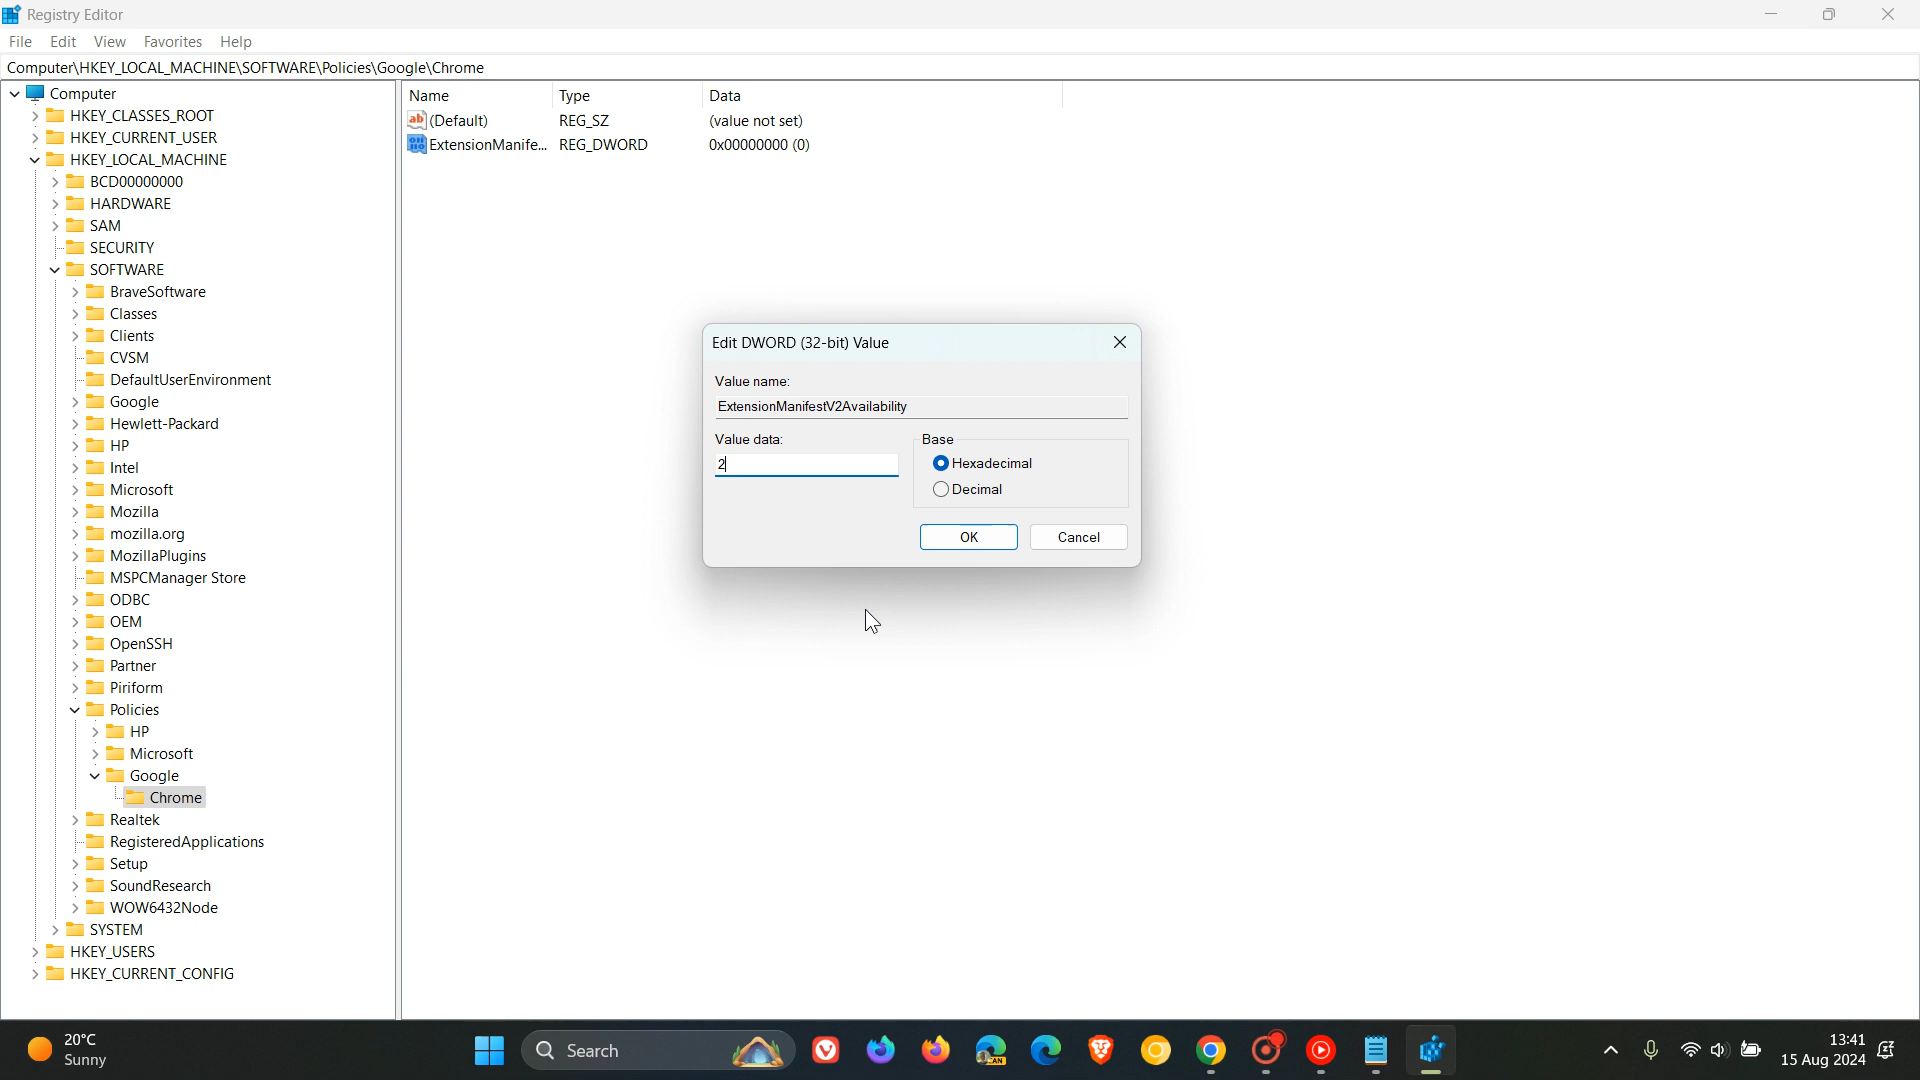 Registry Editor
File Edit View Favorites Help
Computer\HKEY_LOCAL_MACHINE\SOFTWARE\Policies\Google\Chrome
Computer
HKEY_CLASSES_ROOT
HKEY_CURRENT_USER
HKEY_LOCAL_MACHINE
BCD00000000
HARDWARE
SAM
SECURITY
SOFTWARE
BraveSoftware
Classes
Clients
CVSM
DefaultUserEnvironment
Google
Hewlett-Packard
HP
Intel
Microsoft
Mozilla
mozilla.org
MozillaPlugins
MSPCManager Store
ODBC
OEM
OpenSSH
Partner
Piriform
Policies
HP
Microsoft
Google
Chrome
Realtek
RegisteredApplications
Setup
SoundResearch
WOW6432Node
SYSTEM
HKEY_USERS
HKEY_CURRENT_CONFIG
Name Type Data
(Default) REG_SZ (value not set)
ExtensionManife... REG_DWORD 0x00000000 (0)
Edit DWORD (32-bit) Value
Value name:
ExtensionManifestV2Availability
Value data:
2
Base
Hexadecimal
Decimal
OK Cancel
20°C
Sunny
Search
CAN
13:41
15 Aug 2024